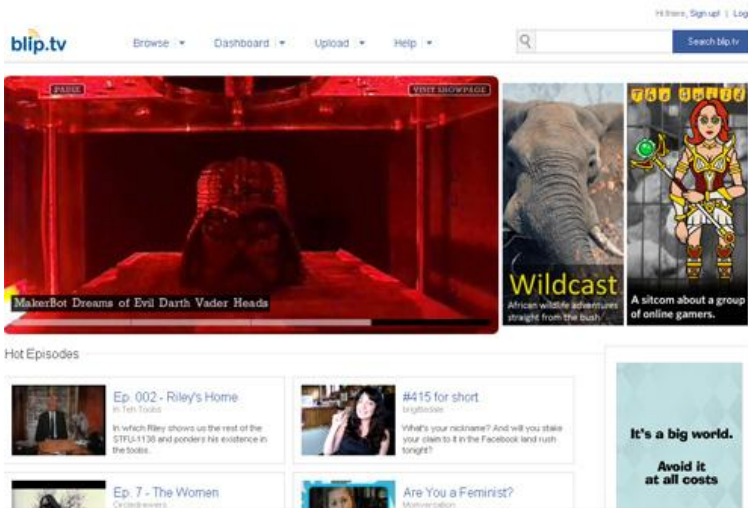 Hi there, Sign up! | Log
blip.tv
Browse
Dashboard
Upload
Help
Search blip.tv
PAUSE
VISIT SHOWPAGE
MakerBot Dreams of Evil Darth Vader Heads
Wildcast
African wildlife adventures
straight from the bush
The Guild
A sitcom about a group
of online gamers.
Hot Episodes
Ep. 002 - Riley's Home
In Teh Toobs
In which Riley shows us the rest of the
STFU-1138 and ponders his existence in
the toobs.
#415 for short
brigitedale
What's your nickname? And will you stake
your claim to it in the Facebook land rush
tonight?
It's a big world.
Avoid it
at all costs
Ep. 7 - The Women
Circledrawers
Are You a Feminist?
Momversation